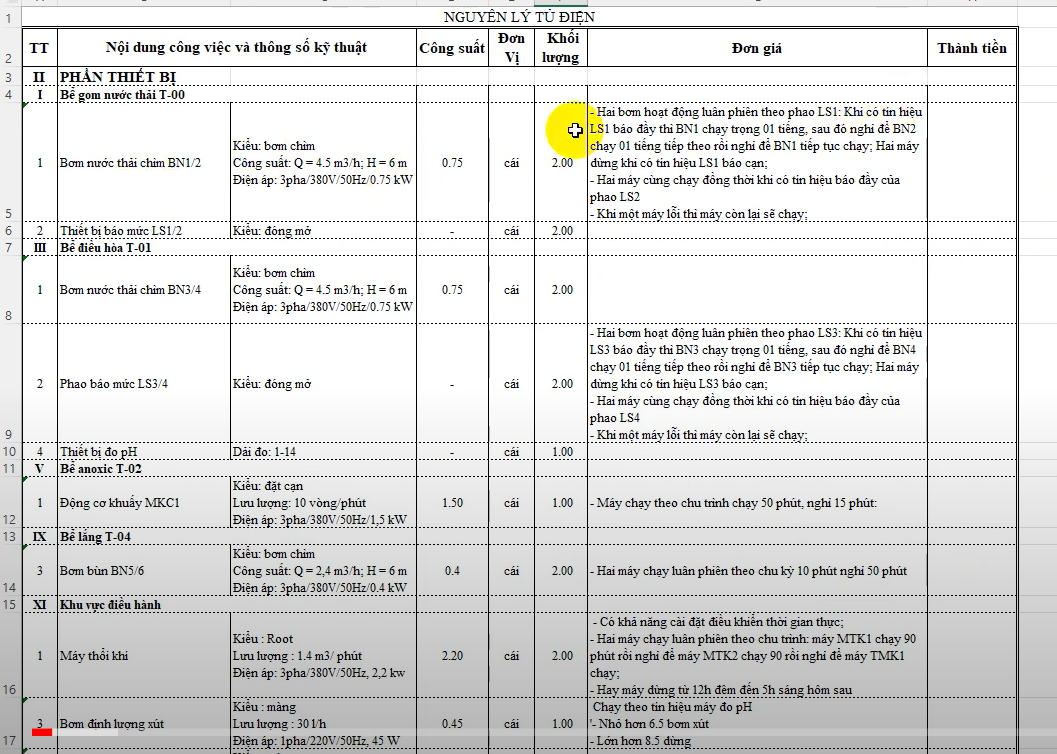 NGUYÊN LÝ TỦ ĐIỆN
TT Nội dung công việc và thông số kỹ thuật Công suất Đơn Vị Khối lượng Đơn giá Thành tiền
1
2
3 II PHẦN THIẾT BỊ
4 I Bể gom nước thải T-00
1 Bơm nước thải chìm BN1/2
Kiểu: bơm chìm
Công suất: Q = 4.5 m3/h; H = 6 m
Điện áp: 3pha/380V/50Hz/0.75 kW
0.75 cái 2.00
- Hai bơm hoạt động luân phiên theo phao LS1: Khi có tín hiệu
LS1 báo đầy thì BN1 chạy trọng 01 tiếng, sau đó nghỉ để BN2
chạy 01 tiếng tiếp theo rồi nghỉ để BN1 tiếp tục chạy; Hai máy
dừng khi có tín hiệu LS1 báo cạn;
- Hai máy cùng chạy đồng thời khi có tín hiệu báo đầy của
phao LS2
- Khi một máy lỗi thì máy còn lại sẽ chạy;
5
6 2 Thiết bị báo mức LS1/2 Kiểu: đóng mở - cái 2.00
7 III Bể điều hòa T-01
1 Bơm nước thải chìm BN3/4
Kiểu: bơm chìm
Công suất: Q = 4.5 m3/h; H = 6 m
Điện áp: 3pha/380V/50Hz/0.75 kW
0.75 cái 2.00
8
2 Phao báo mức LS3/4 Kiểu: đóng mở - cái 2.00
- Hai bơm hoạt động luân phiên theo phao LS3: Khi có tín hiệu
LS3 báo đầy thì BN3 chạy trọng 01 tiếng, sau đó nghỉ để BN4
chạy 01 tiếng tiếp theo rồi nghỉ để BN3 tiếp tục chạy; Hai máy
dừng khi có tín hiệu LS3 báo cạn;
- Hai máy cùng chạy đồng thời khi có tín hiệu báo đầy của
phao LS4
- Khi một máy lỗi thì máy còn lại sẽ chạy;
9
10 4 Thiết bị đo pH Dải đo: 1-14 - cái 1.00
11 V Bể anoxic T-02
1 Động cơ khuấy MKC1
Kiểu: đặt cạn
Lưu lượng: 10 vòng/phút
Điện áp: 3pha/380V/50Hz/1,5 kW
1.50 cái 1.00 - Máy chạy theo chu trình chạy 50 phút, nghỉ 15 phút:
12
13 IX Bể lắng T-04
3 Bơm bùn BN5/6
Kiểu: bơm chìm
Công suất: Q = 2,4 m3/h; H = 6 m
Điện áp: 3pha/380V/50Hz/0.4 kW
0.4 cái 2.00 - Hai máy chạy luân phiên theo chu kỳ 10 phút nghỉ 50 phút
14
15 XI Khu vực điều hành
1 Máy thổi khí
Kiểu : Root
Lưu lượng : 1.4 m3/ phút
Điện áp: 3pha/380V/50Hz, 2,2 kw
2.20 cái 2.00
- Có khả năng cài đặt điều khiển thời gian thực;
- Hai máy chạy luân phiên theo chu trình: máy MTK1 chạy 90
phút rồi nghỉ để máy MTK2 chạy 90 rồi nghỉ để máy TMK1
chạy;
- Hay máy dừng từ 12h đêm đến 5h sáng hôm sau
16
3 Bơm định lượng xút
Kiểu : màng
Lưu lượng : 30 l/h
Điện áp: 1pha/220V/50Hz, 45 W
0.45 cái 1.00
Chạy theo tín hiệu máy đo pH
'- Nhỏ hơn 6.5 bơm xút
- Lớn hơn 8.5 dừng
17